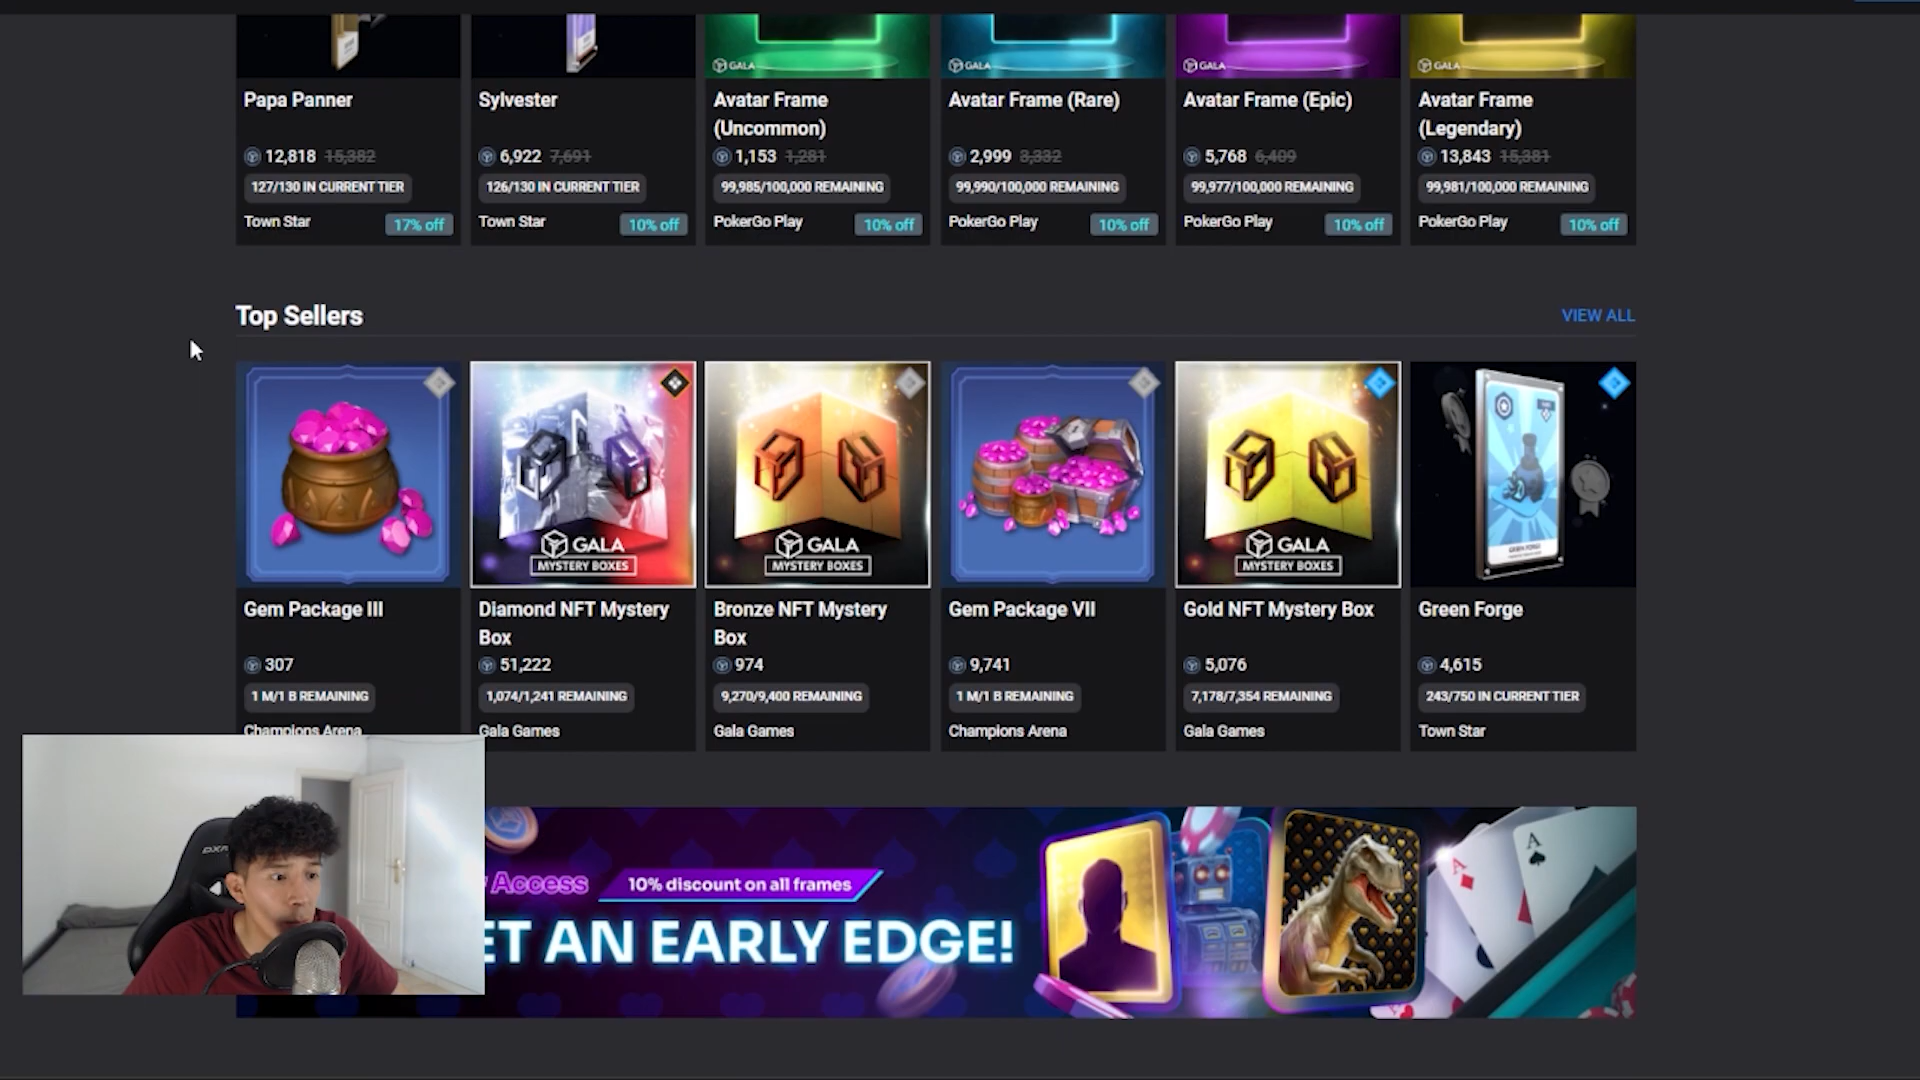 GALA
GALA
GALA
GALA
Papa Panner
Sylvester
Avatar Frame
(Uncommon)
Avatar Frame (Rare)
Avatar Frame (Epic)
Avatar Frame
(Legendary)
12,818 15,382
6,922 7,691
1,153 1,281
2,999 3,332
5,768 6,409
13,843 15,381
127/130 IN CURRENT TIER
126/130 IN CURRENT TIER
99,985/100,000 REMAINING
99,990/100,000 REMAINING
99,977/100,000 REMAINING
99,981/100,000 REMAINING
Town Star 17% off
Town Star 10% off
PokerGo Play 10% off
PokerGo Play 10% off
PokerGo Play 10% off
PokerGo Play 10% off
Top Sellers
VIEW ALL
GALA
MYSTERY BOXES
GALA
MYSTERY BOXES
GALA
MYSTERY BOXES
GREEN FORGE
Gem Package III
Diamond NFT Mystery
Box
Bronze NFT Mystery
Box
Gem Package VII
Gold NFT Mystery Box
Green Forge
307
51,222
974
9,741
5,076
4,615
1 M/1 B REMAINING
1,074/1,241 REMAINING
9,270/9,400 REMAINING
1 M/1 B REMAINING
7,178/7,354 REMAINING
243/750 IN CURRENT TIER
Champions Arena
Gala Games
Gala Games
Champions Arena
Gala Games
Town Star
Access
10% discount on all frames
ET AN EARLY EDGE!
A
A